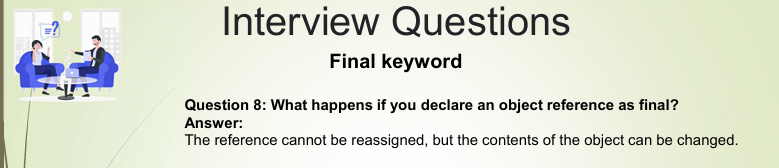 Interview Questions
Final keyword
Question 8: What happens if you declare an object reference as final?
Answer:
The reference cannot be reassigned, but the contents of the object can be changed.